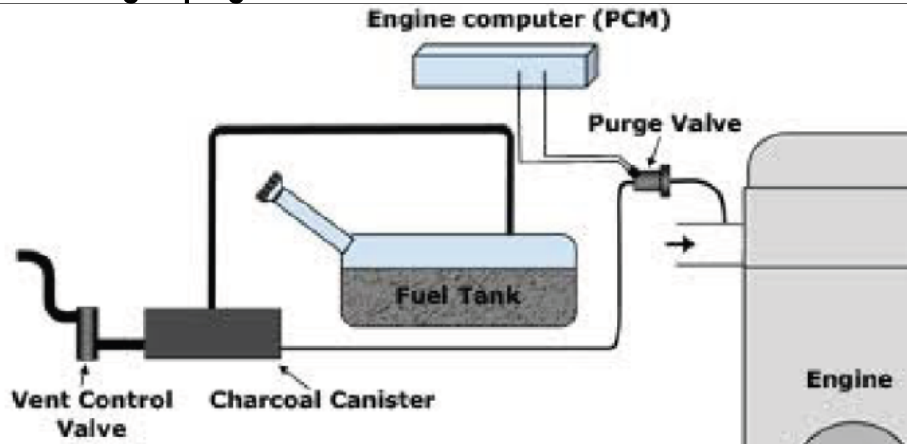 Engine computer (PCM)
Purge Valve
Fuel Tank
Engine
Vent Control
Valve
Charcoal Canister